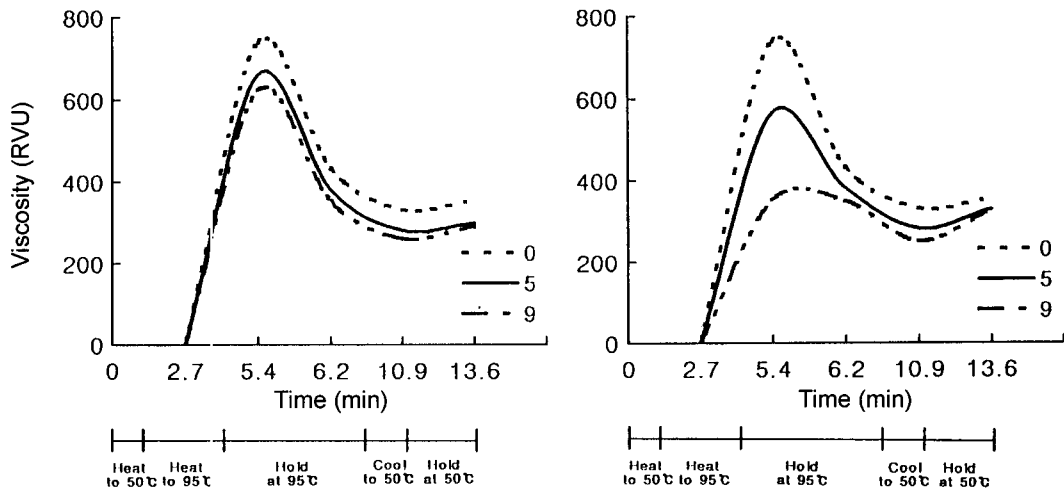 800
600
400
200
0
Viscosity (RVU)
0
5
9
0 2.7 5.4 6.2 10.9 13.6
Time (min)
Heat to 50℃
Heat to 95℃
Hold at 95℃
Cool to 50℃
Hold at 50℃
800
600
400
200
0
0
5
9
0 2.7 5.4 6.2 10.9 13.6
Time (min)
Heat to 50℃
Heat to 95℃
Hold at 95℃
Cool to 50℃
Hold at 50℃